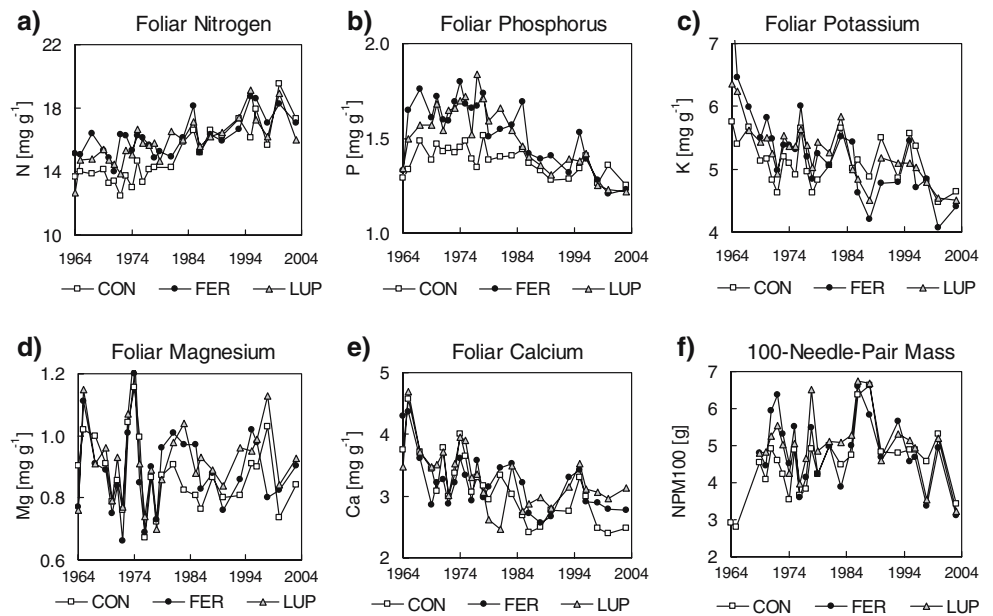 a) Foliar Nitrogen
N [mg g⁻¹]
22
18
14
10
1964 1974 1984 1994 2004
CON FER LUP
b) Foliar Phosphorus
P [mg g⁻¹]
2.0
1.5
1.0
1964 1974 1984 1994 2004
CON FER LUP
c) Foliar Potassium
K [mg g⁻¹]
7
6
5
4
1964 1974 1984 1994 2004
CON FER LUP
d) Foliar Magnesium
Mg [mg g⁻¹]
1.2
1.0
0.8
0.6
1964 1974 1984 1994 2004
CON FER LUP
e) Foliar Calcium
Ca [mg g⁻¹]
5
4
3
2
1964 1974 1984 1994 2004
CON FER LUP
f) 100-Needle-Pair Mass
NPM100 [g]
7
6
5
4
3
2
1964 1974 1984 1994 2004
CON FER LUP